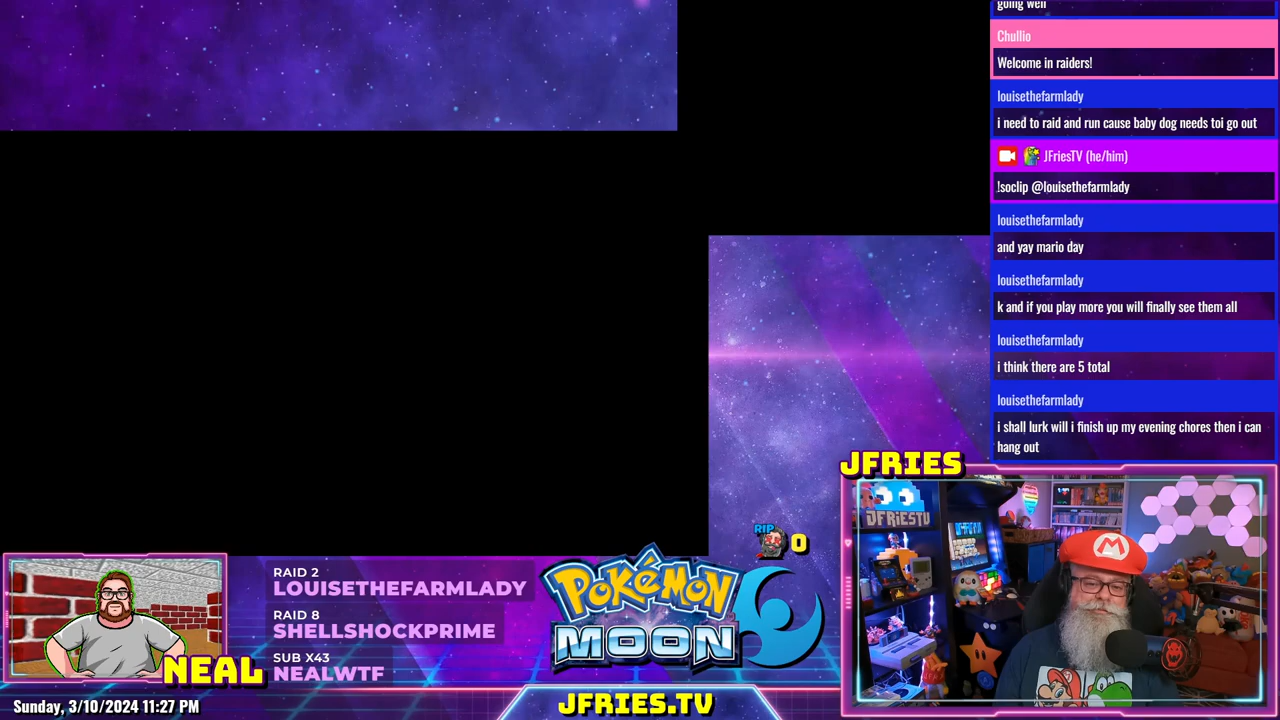 going well
Chullio
Welcome in raiders!
louisethefarmlady
i need to raid and run cause baby dog needs toi go out
JFriesTV (he/him)
!soclip @louisethefarmlady
louisethefarmlady
and yay mario day
louisethefarmlady
k and if you play more you will finally see them all
louisethefarmlady
i think there are 5 total
louisethefarmlady
i shall lurk will i finish up my evening chores then i can
hang out
JFRIES
JFRIESTV
M
RIP
0
RAID 2
LOUISETHEFARMLADY
RAID 8
SHELLSHOCKPRIME
SUB X43
NEALWTF
POKéMON
MOON
NEAL
Sunday, 3/10/2024 11:27 PM
JFRIES.TV